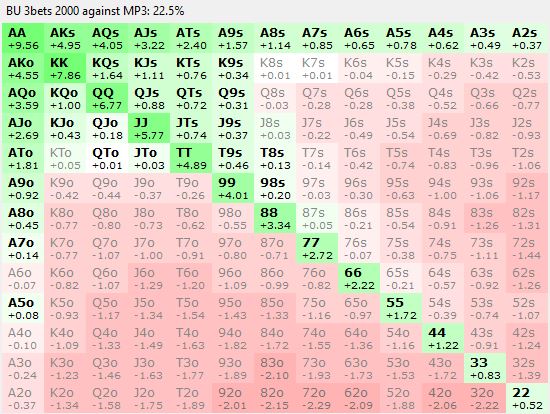 BU 3bets 2000 against MP3: 22.5%
AA AKs AQs AJs ATs A9s A8s A7s A6s A5s A4s A3s A2s
+9.56 +4.95 +4.05 +3.22 +2.40 +1.57 +1.14 +0.85 +0.65 +0.78 +0.62 +0.49 +0.37
AKo KK KQs KJs KTs K9s K8s K7s K6s K5s K4s K3s K2s
+4.55 +7.86 +1.64 +1.11 +0.76 +0.34 +0.01 +0.01 -0.04 -0.15 -0.29 -0.42 -0.53
AQo KQo QQ QJs QTs Q9s Q8s Q7s Q6s Q5s Q4s Q3s Q2s
+3.59 +1.00 +6.77 +0.88 +0.72 +0.31 -0.03 -0.28 -0.28 -0.38 -0.52 -0.66 -0.77
AJo KJo QJo JJ JTs J9s J8s J7s J6s J5s J4s J3s J2s
+2.69 +0.43 +0.18 +5.77 +0.74 +0.37 +0.03 -0.22 -0.49 -0.54 -0.69 -0.82 -0.93
ATo KTo QTo JTo TT T9s T8s T7s T6s T5s T4s T3s T2s
+1.81 +0.05 +0.01 +0.03 +4.89 +0.46 +0.13 -0.14 -0.42 -0.74 -0.83 -0.96 -1.06
A9o K9o Q9o J9o T9o 99 98s 97s 96s 95s 94s 93s 92s
+0.92 -0.42 -0.44 -0.37 -0.26 +4.01 +0.20 -0.03 -0.30 -0.63 -1.00 -1.06 -1.17
A8o K8o Q8o J8o T8o 98o 88 87s 86s 85s 84s 83s 82s
+0.45 -0.77 -0.80 -0.73 -0.62 -0.55 +3.34 +0.05 -0.21 -0.54 -0.91 -1.26 -1.31
A7o K7o Q7o J7o T7o 97o 87o 77 76s 75s 74s 73s 72s
+0.14 -0.77 -1.07 -1.00 -0.91 -0.80 -0.71 +2.72 -0.07 -0.38 -0.75 -1.11 -1.44
A6o K6o Q6o J6o T6o 96o 86o 76o 66 65s 64s 63s 62s
-0.07 -0.82 -1.07 -1.29 -1.20 -1.09 -0.99 -0.82 +2.22 -0.21 -0.57 -0.92 -1.26
A5o K5o Q5o J5o T5o 95o 85o 75o 65o 55 54s 53s 52s
+0.08 -0.93 -1.17 -1.34 -1.54 -1.43 -1.33 -1.16 -0.97 +1.72 -0.39 -0.74 -1.07
A4o K4o Q4o J4o T4o 94o 84o 74o 64o 54o 44 43s 42s
-0.10 -1.09 -1.33 -1.49 -1.63 -1.82 -1.72 -1.55 -1.36 -1.16 +1.22 -0.91 -1.24
A3o K3o Q3o J3o T3o 93o 83o 73o 63o 53o 43o 33 32s
-0.24 -1.23 -1.46 -1.63 -1.77 -1.89 -2.10 -1.93 -1.73 -1.53 -1.72 +0.83 -1.39
A2o K2o Q2o J2o T2o 92o 82o 72o 62o 52o 42o 32o 22
-0.37 -1.34 -1.58 -1.75 -1.89 -2.01 -2.15 -2.29 -2.09 -1.88 -2.06 -2.22 +0.52